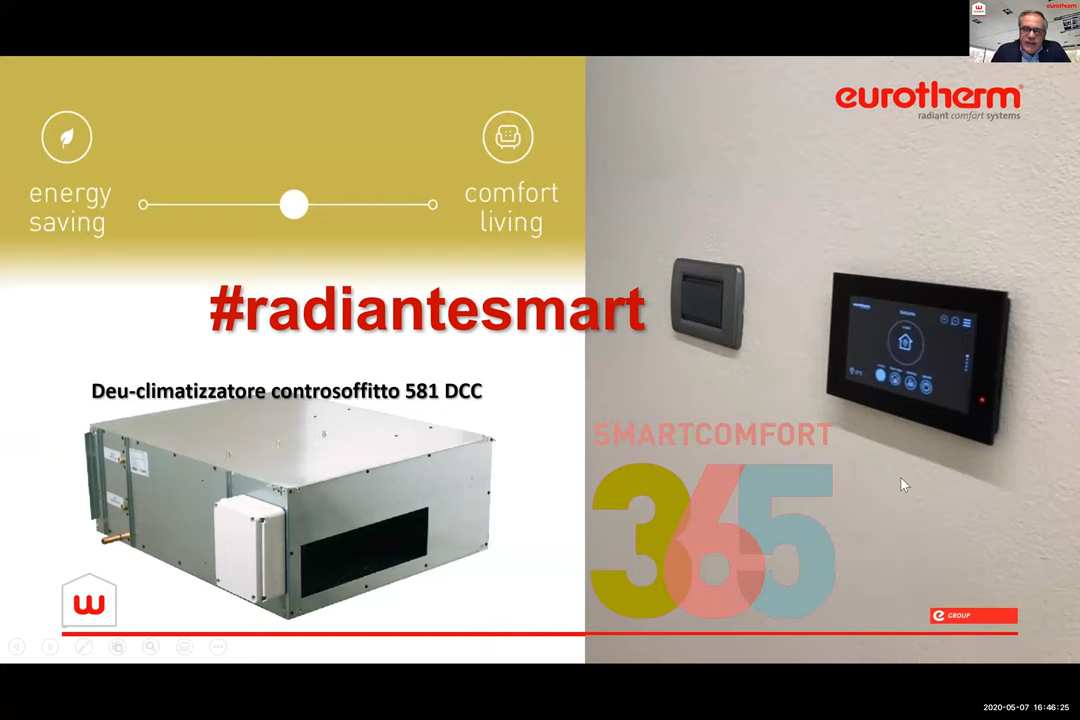 eurotherm
eurotherm
radiant comfort systems
energy
saving
comfort
living
#radiantesmart
Deu-climatizzatore controsoffitto 581 DCC
SMARTCOMFORT
365
w
e GROUP
2020-05-07 16:46:25